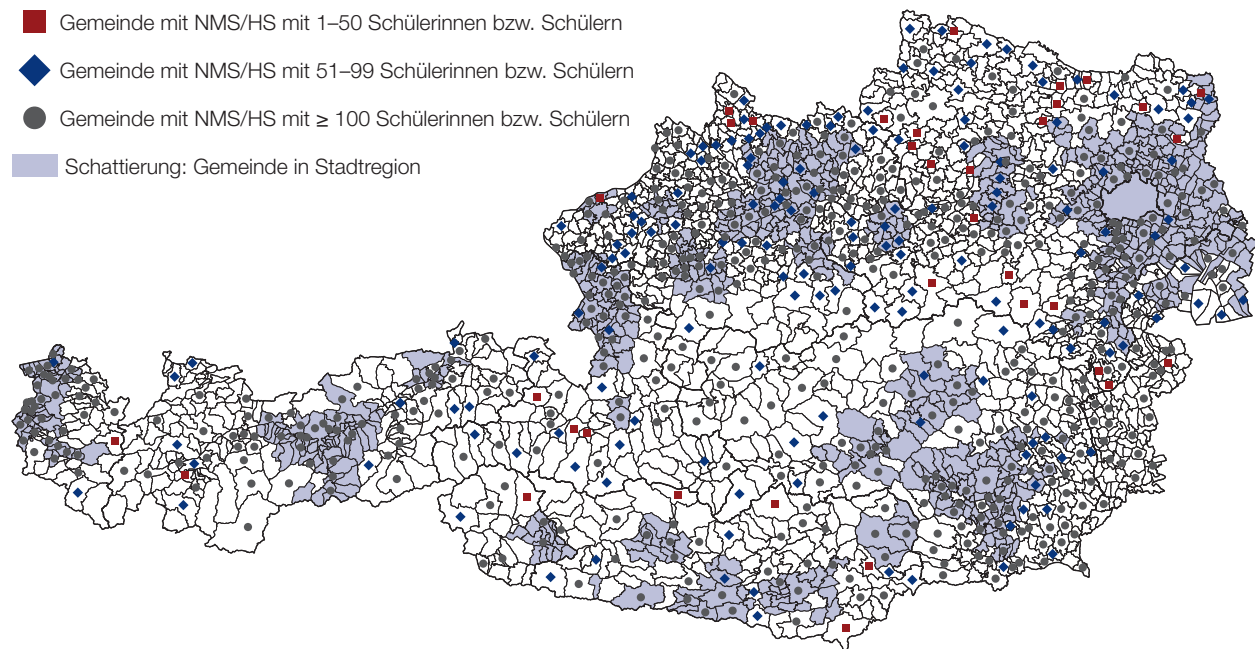 Gemeinde mit NMS/HS mit 1–50 Schülerinnen bzw. Schülern
Gemeinde mit NMS/HS mit 51–99 Schülerinnen bzw. Schülern
Gemeinde mit NMS/HS mit ≥ 100 Schülerinnen bzw. Schülern
Schattierung: Gemeinde in Stadtregion